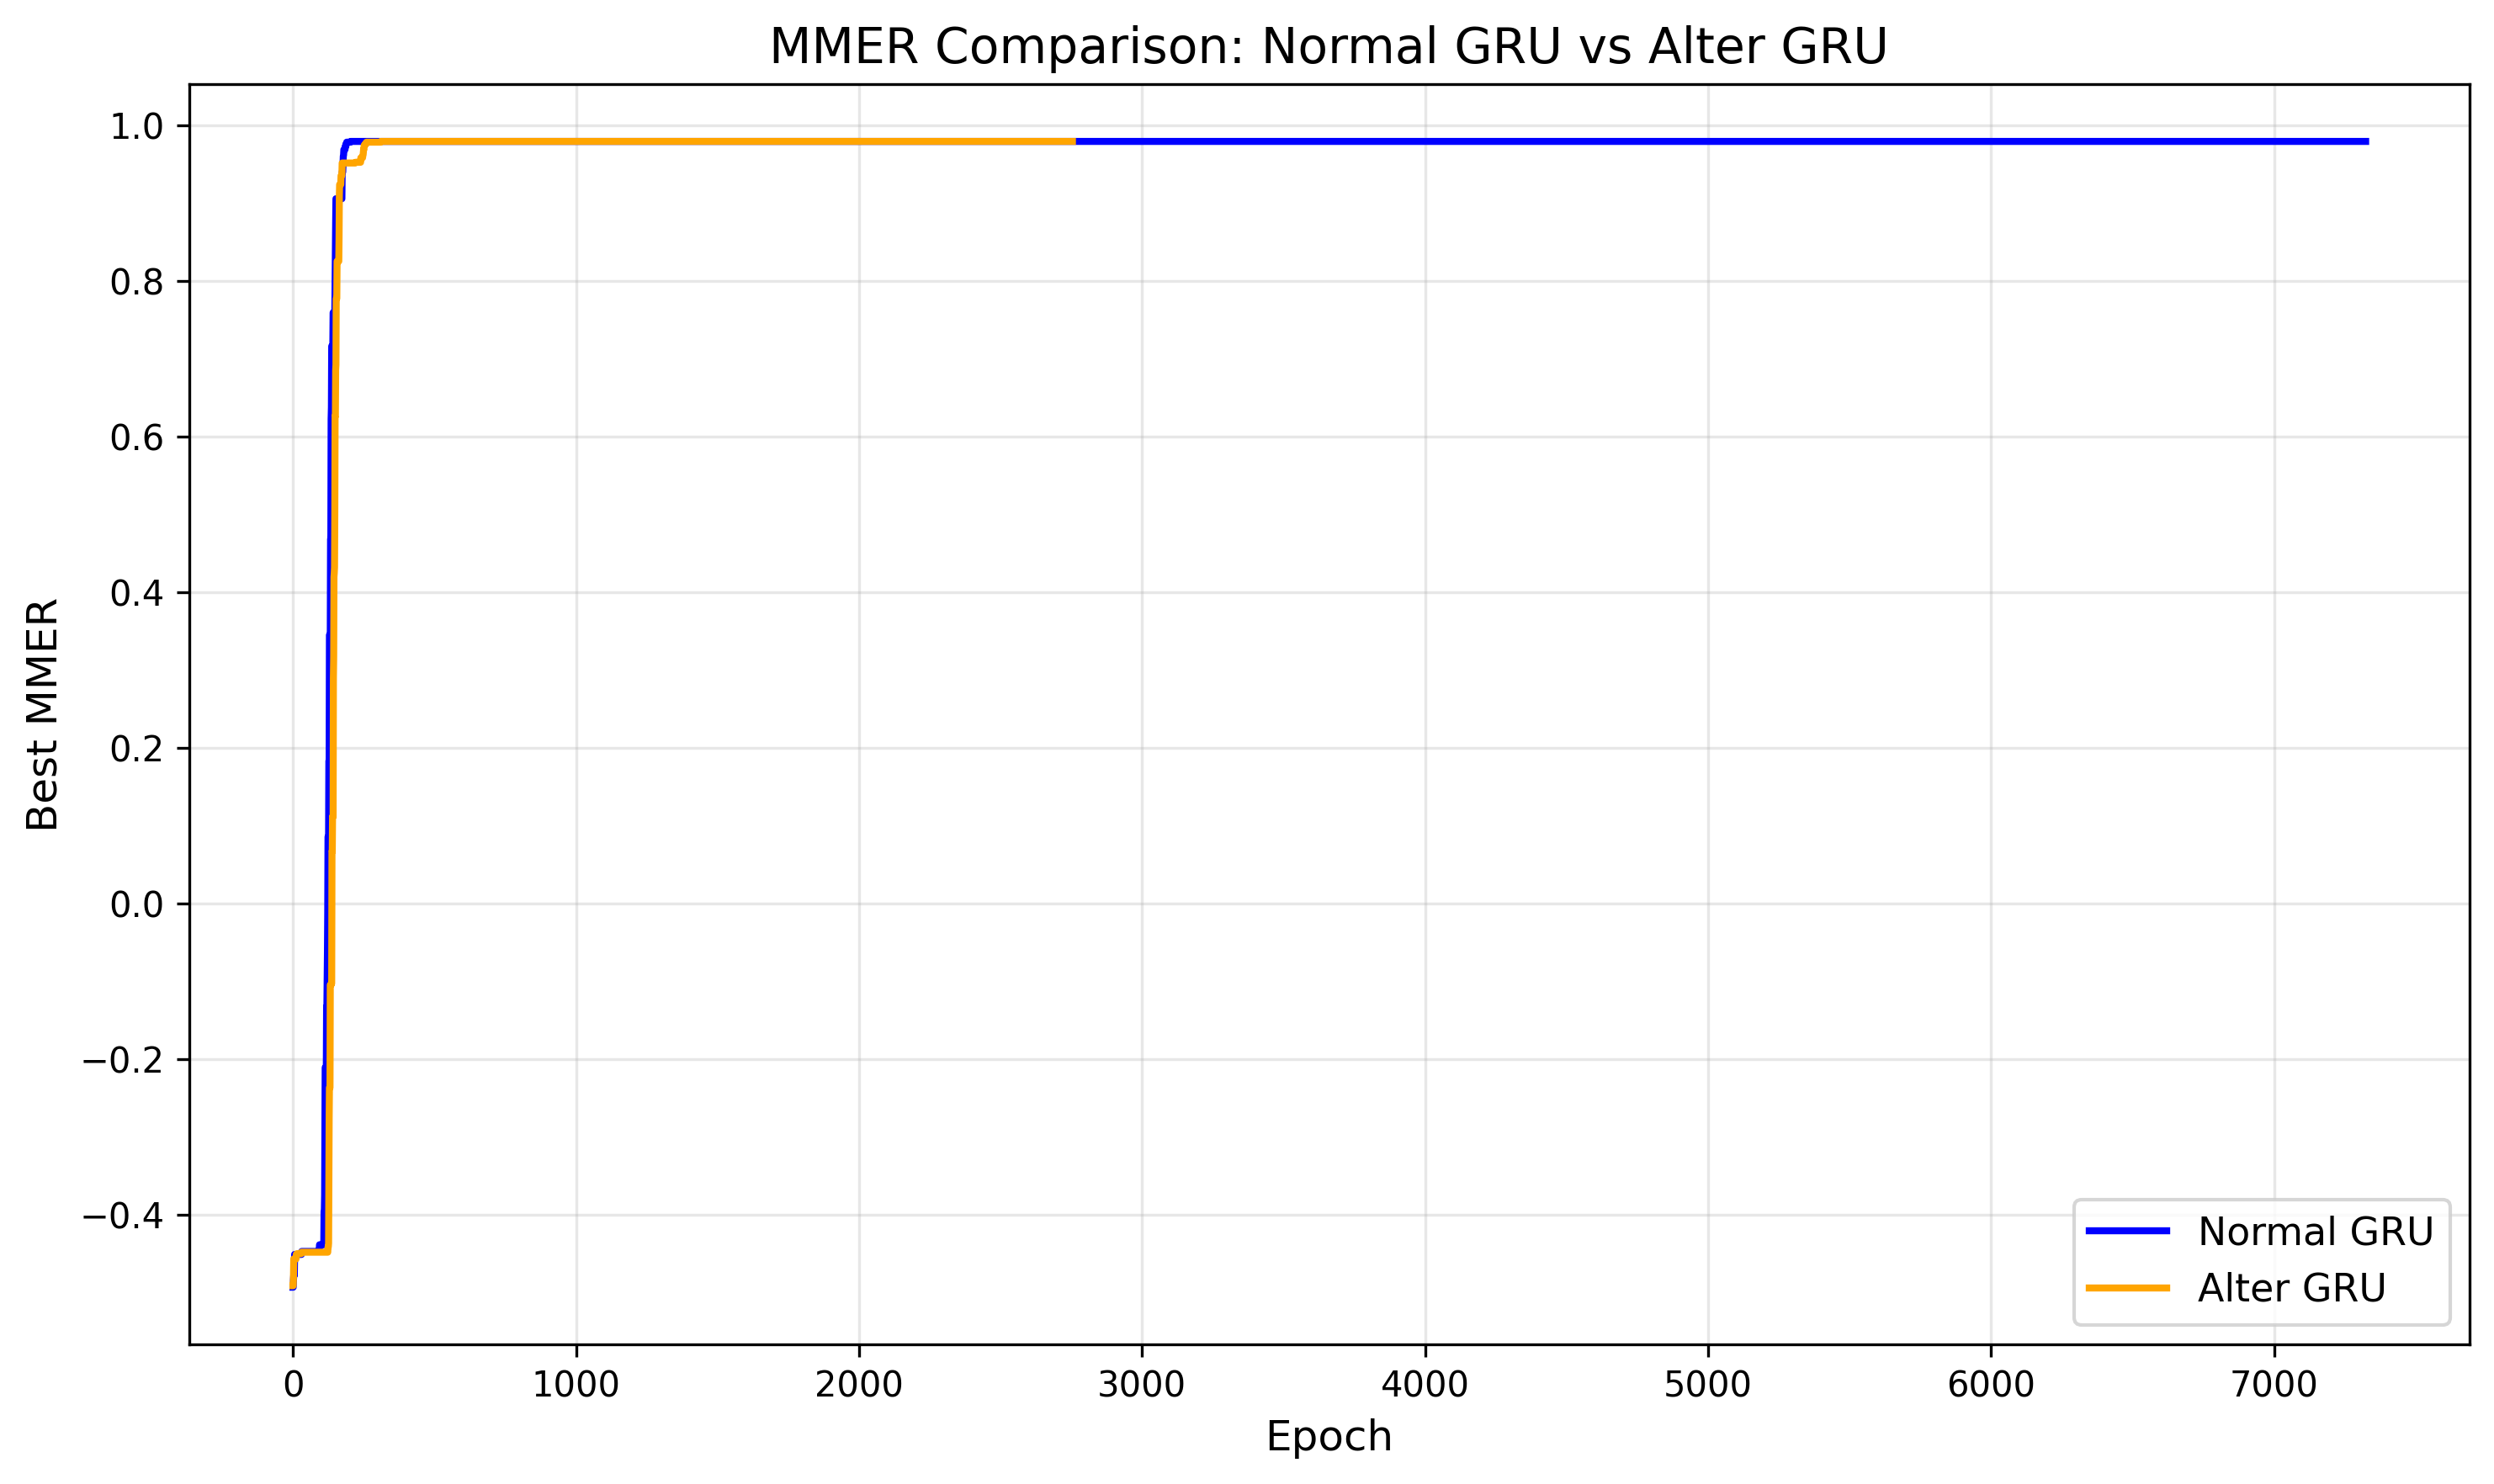 MMER Comparison: Normal GRU vs Alter GRU
Best MMER
1.0
0.8
0.6
0.4
0.2
0.0
−0.2
−0.4
0 1000 2000 3000 4000 5000 6000 7000
Epoch
Normal GRU
Alter GRU